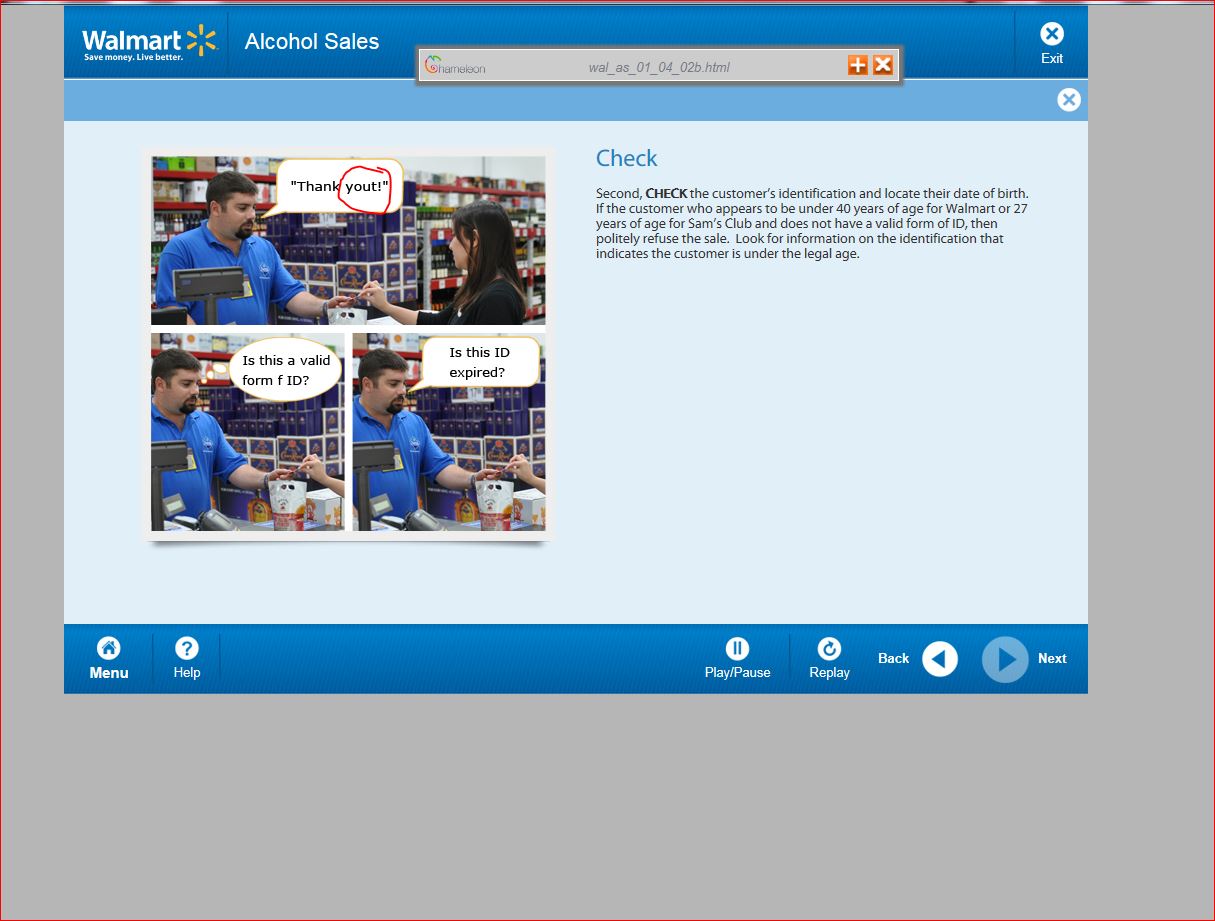 Walmart
Save money. Live better.
Alcohol Sales
Exit
Chameleon
wal_as_01_04_02b.html
"Thank yout!"
Is this a valid
form f ID?
Is this ID
expired?
Check
Second, CHECK the customer's identification and locate their date of birth.
If the customer who appears to be under 40 years of age for Walmart or 27
years of age for Sam's Club and does not have a valid form of ID, then
politely refuse the sale.  Look for information on the identification that
indicates the customer is under the legal age.
Menu
Help
Play/Pause
Replay
Back
Next